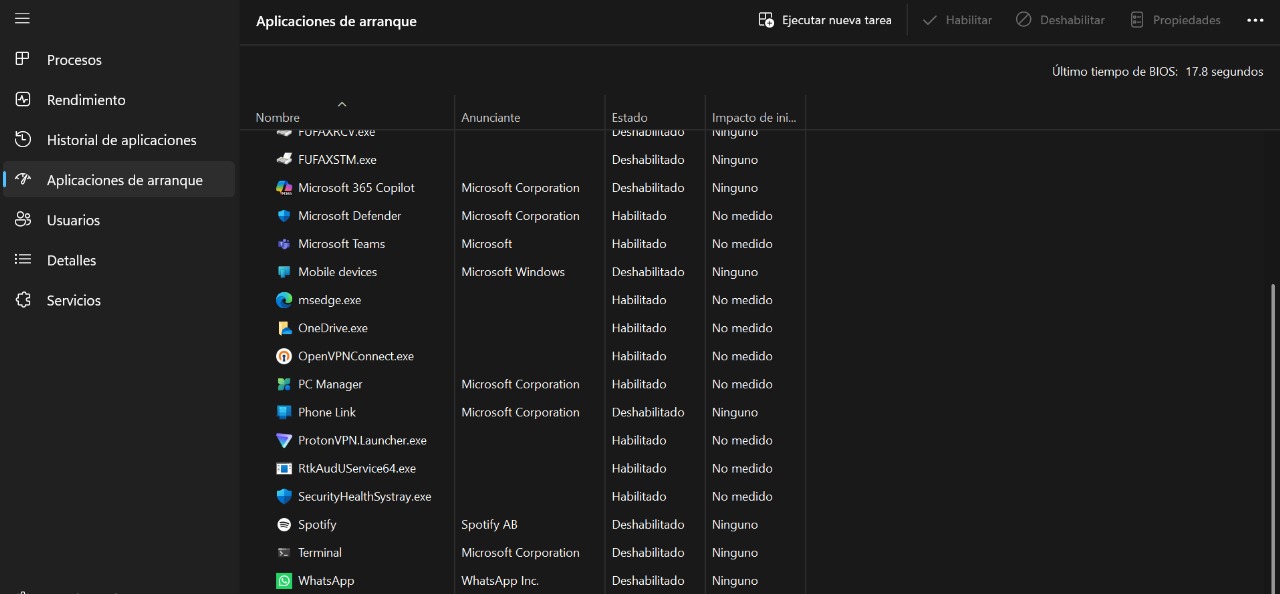 Aplicaciones de arranque
Ejecutar nueva tarea
Habilitar
Deshabilitar
Propiedades
Procesos
Rendimiento
Historial de aplicaciones
Aplicaciones de arranque
Usuarios
Detalles
Servicios
Último tiempo de BIOS: 17.8 segundos
Nombre Anunciante Estado Impacto de ini...
FUFAXRCV.exe Deshabilitado Ninguno
FUFAXSTM.exe Deshabilitado Ninguno
Microsoft 365 Copilot Microsoft Corporation Deshabilitado Ninguno
Microsoft Defender Microsoft Corporation Habilitado No medido
Microsoft Teams Microsoft Habilitado No medido
Mobile devices Microsoft Windows Deshabilitado Ninguno
msedge.exe Habilitado No medido
OneDrive.exe Habilitado No medido
OpenVPNConnect.exe Habilitado No medido
PC Manager Microsoft Corporation Habilitado No medido
Phone Link Microsoft Corporation Deshabilitado Ninguno
ProtonVPN.Launcher.exe Habilitado No medido
RtkAudUService64.exe Habilitado No medido
SecurityHealthSystray.exe Habilitado No medido
Spotify Spotify AB Deshabilitado Ninguno
Terminal Microsoft Corporation Deshabilitado Ninguno
WhatsApp WhatsApp Inc. Deshabilitado Ninguno